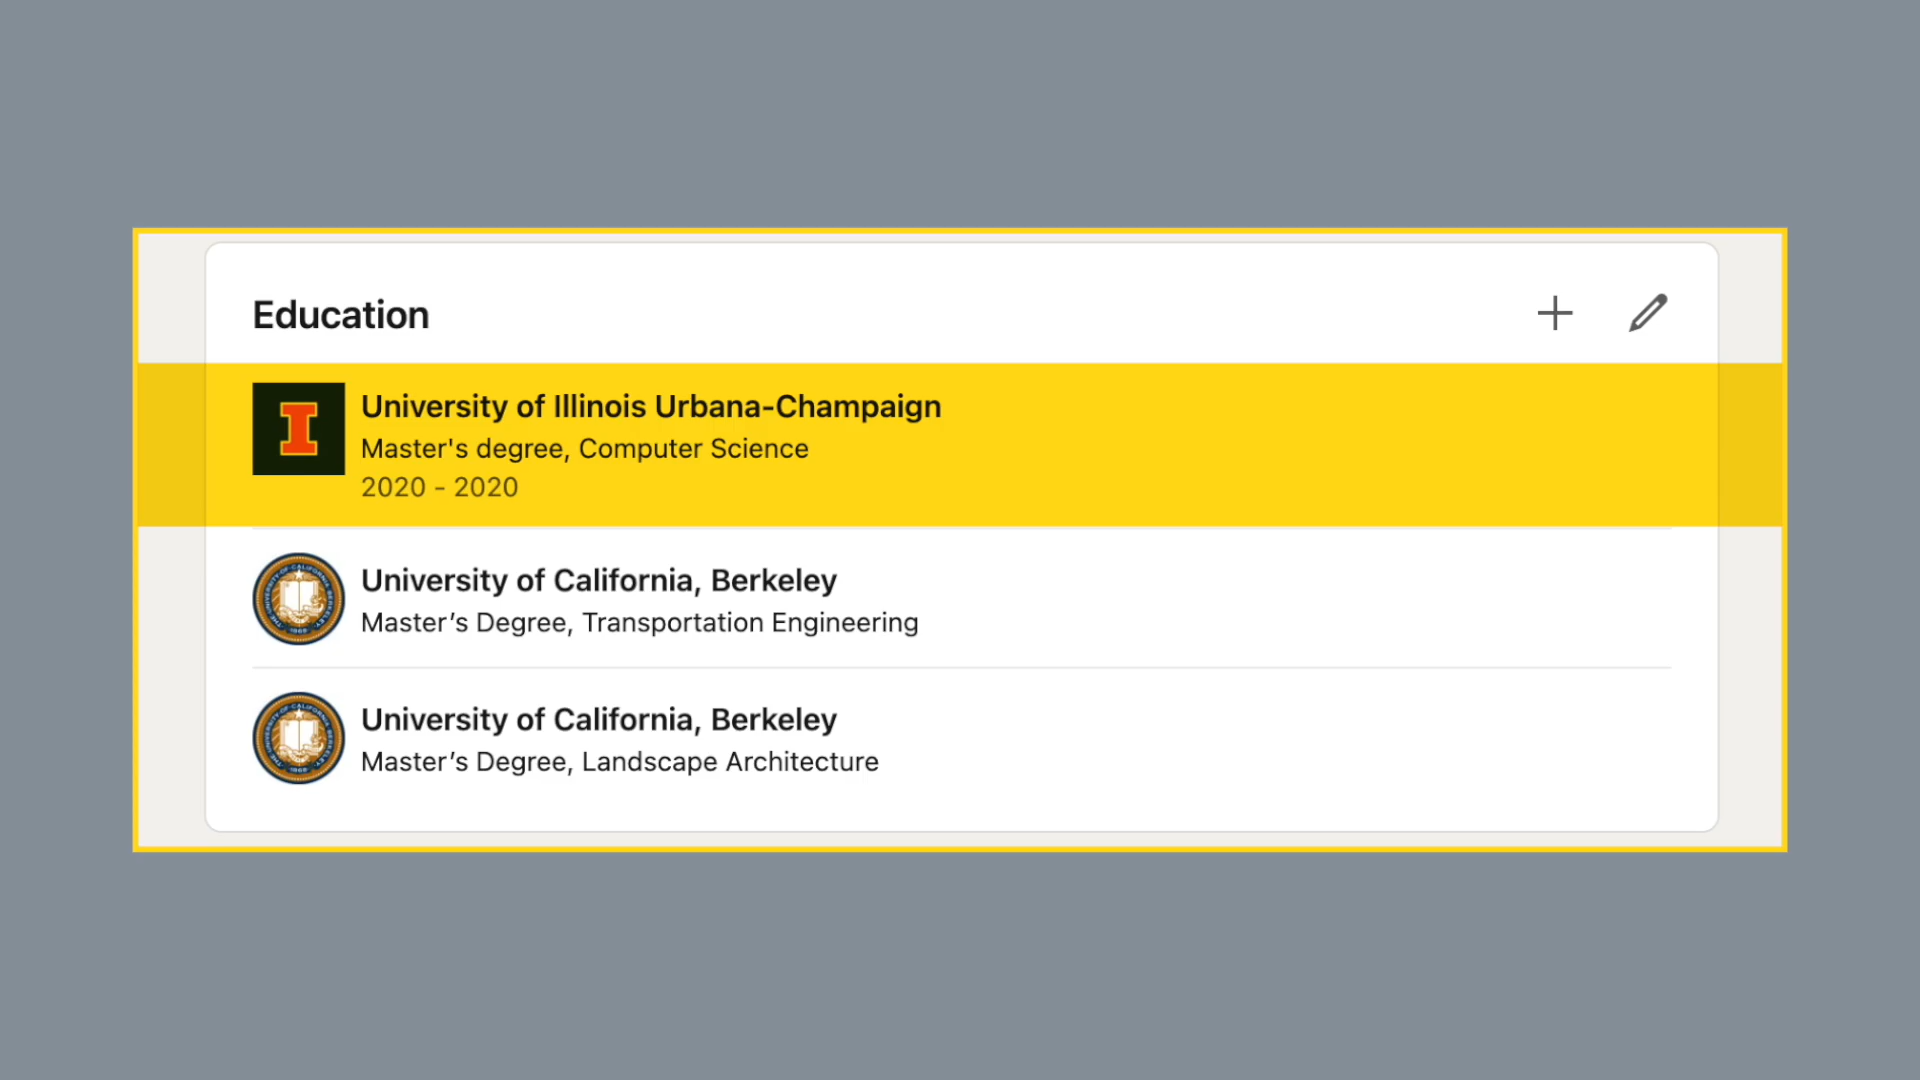 Education
University of Illinois Urbana-Champaign
Master's degree, Computer Science
2020 - 2020
University of California, Berkeley
Master’s Degree, Transportation Engineering
University of California, Berkeley
Master’s Degree, Landscape Architecture